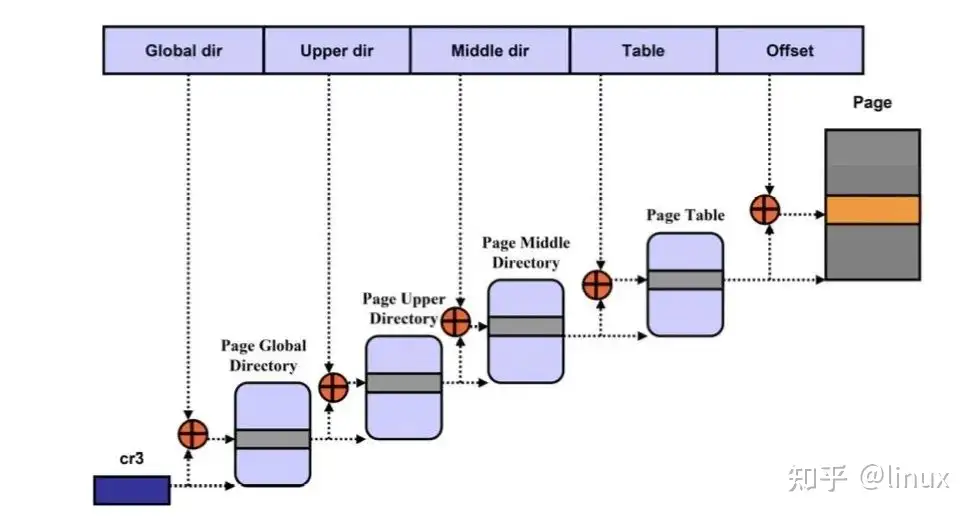 Global dir
Upper dir
Middle dir
Table
Offset
Page
Page Table
Page Middle
Directory
Page Upper
Directory
Page Global
Directory
cr3
知乎 @linux